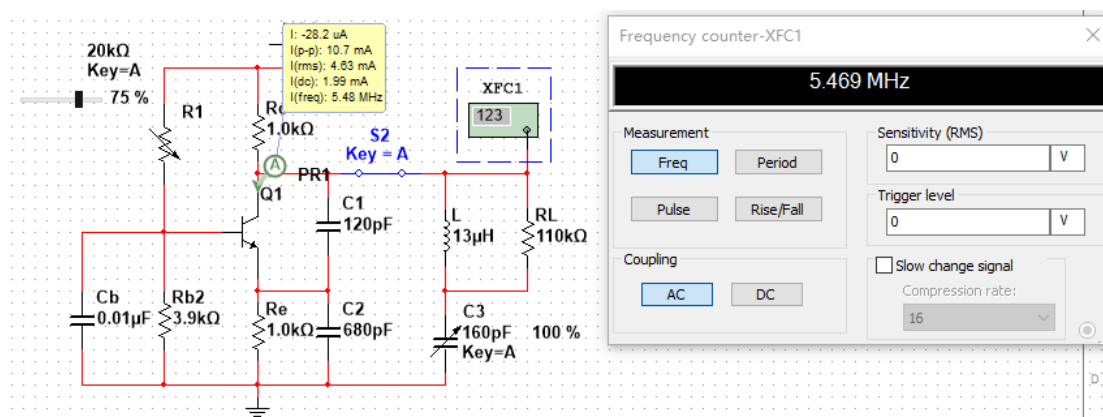 20kΩ
Key=A
75 %
R1
I: -28.2 uA
I(p-p): 10.7 mA
I(rms): 4.63 mA
I(dc): 1.99 mA
I(freq): 5.48 MHz
1.0kΩ
A
PR1
Q1
S2
Key = A
XFC1
123
C1
120pF
L
13µH
RL
110kΩ
Cb
0.01µF
Rb2
3.9kΩ
Re
1.0kΩ
C2
680pF
C3
160pF
100 %
Key=A
Frequency counter-XFC1
5.469 MHz
Measurement
Freq
Period
Pulse
Rise/Fall
Coupling
AC
DC
Sensitivity (RMS)
0
V
Trigger level
0
V
Slow change signal
Compression rate:
16
D